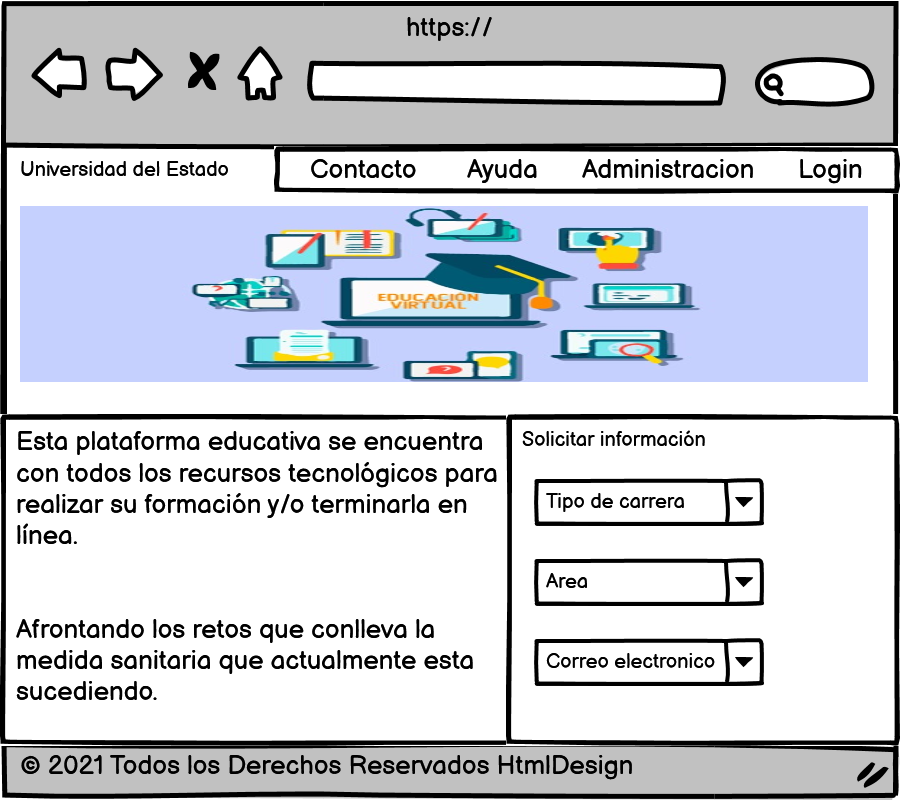 https://
Universidad del Estado
Contacto Ayuda Administracion Login
EDUCACIÓN
VIRTUAL
Esta plataforma educativa se encuentra
con todos los recursos tecnológicos para
realizar su formación y/o terminarla en
línea.
Afrontando los retos que conlleva la
medida sanitaria que actualmente esta
sucediendo.
Solicitar información
Tipo de carrera
Area
Correo electronico
© 2021 Todos los Derechos Reservados HtmlDesign